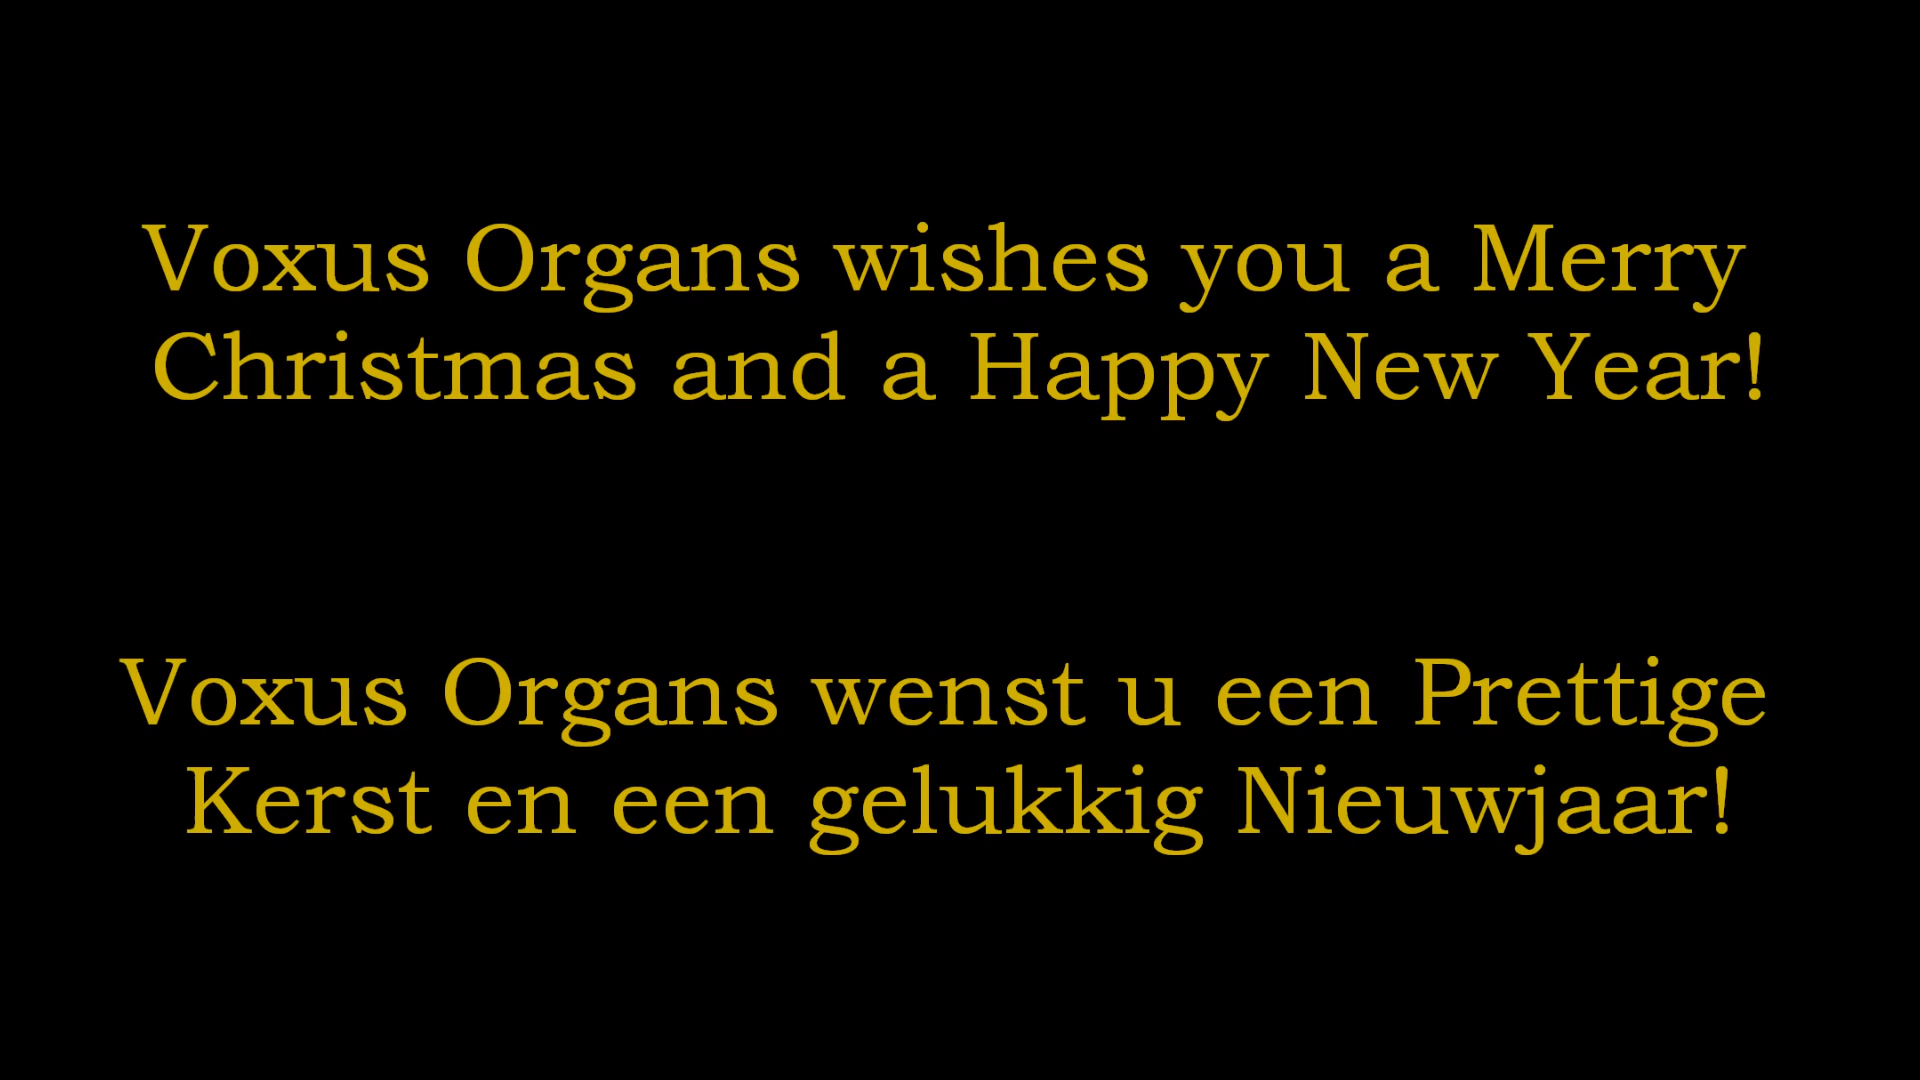 Voxus Organs wishes you a Merry
Christmas and a Happy New Year!
Voxus Organs wenst u een Prettige
Kerst en een gelukkig Nieuwjaar!